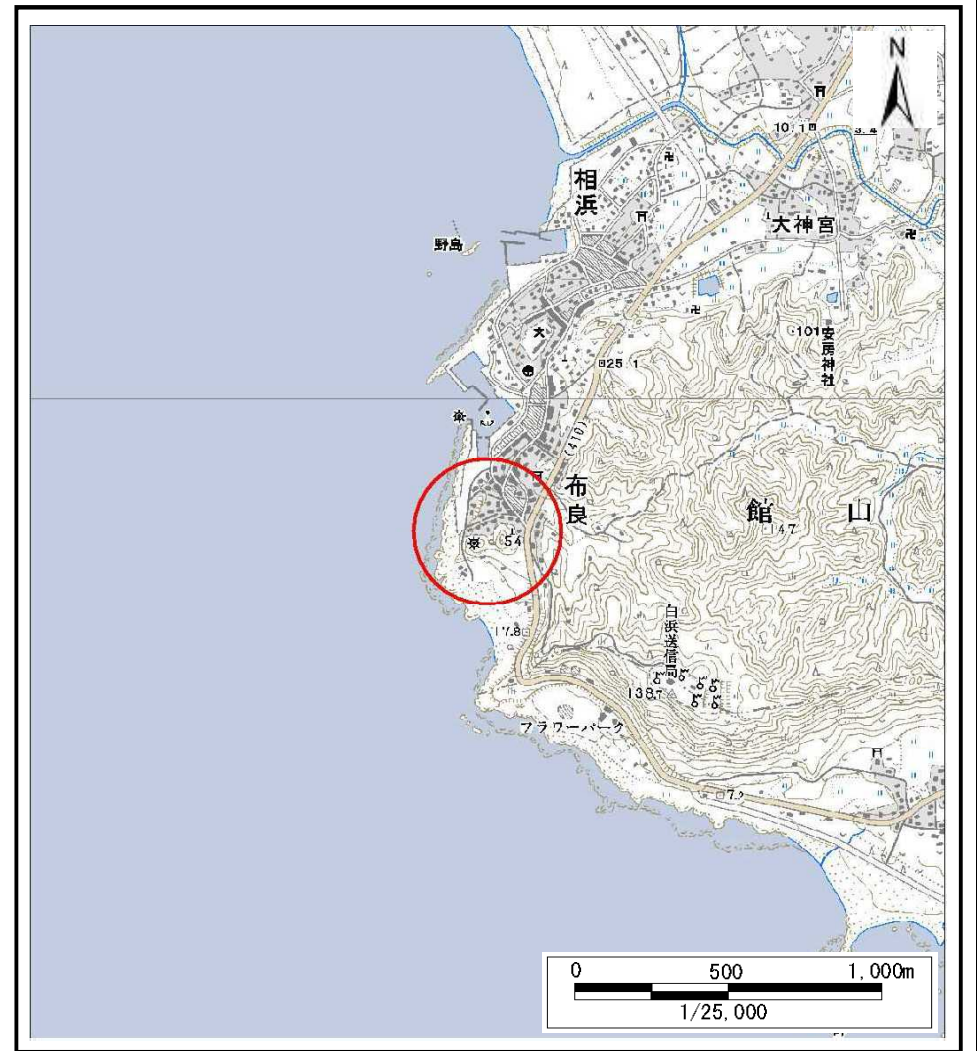 N
10.1
相浜
大神宮
野島
101
安房神社
25.1
(410)
布良
館山
147
54
17.8
白浜送信局
138.7
フラワーパーク
7.2
0 500 1,000m
1/25,000